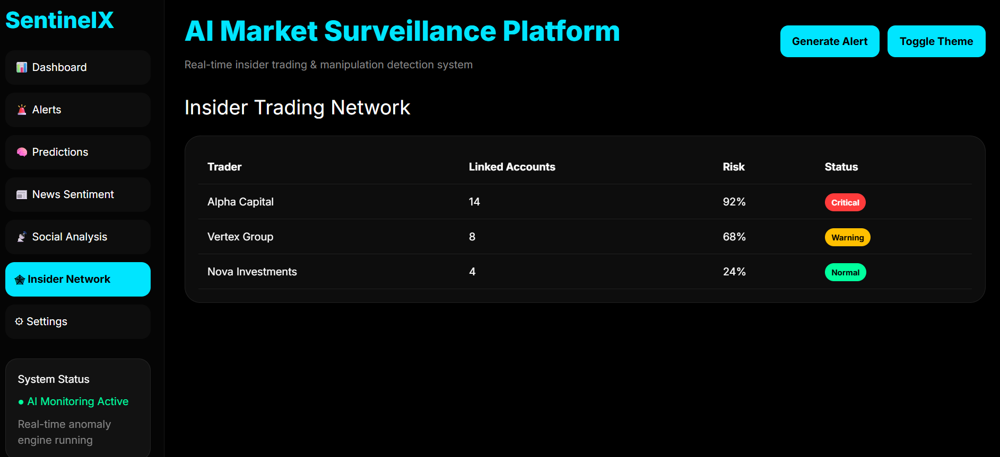 SentinelX
Dashboard
Alerts
Predictions
News Sentiment
Social Analysis
Insider Network
Settings
System Status
● AI Monitoring Active
Real-time anomaly
engine running
AI Market Surveillance Platform
Real-time insider trading & manipulation detection system
Generate Alert
Toggle Theme
Insider Trading Network
Trader Linked Accounts Risk Status
Alpha Capital 14 92% Critical
Vertex Group 8 68% Warning
Nova Investments 4 24% Normal